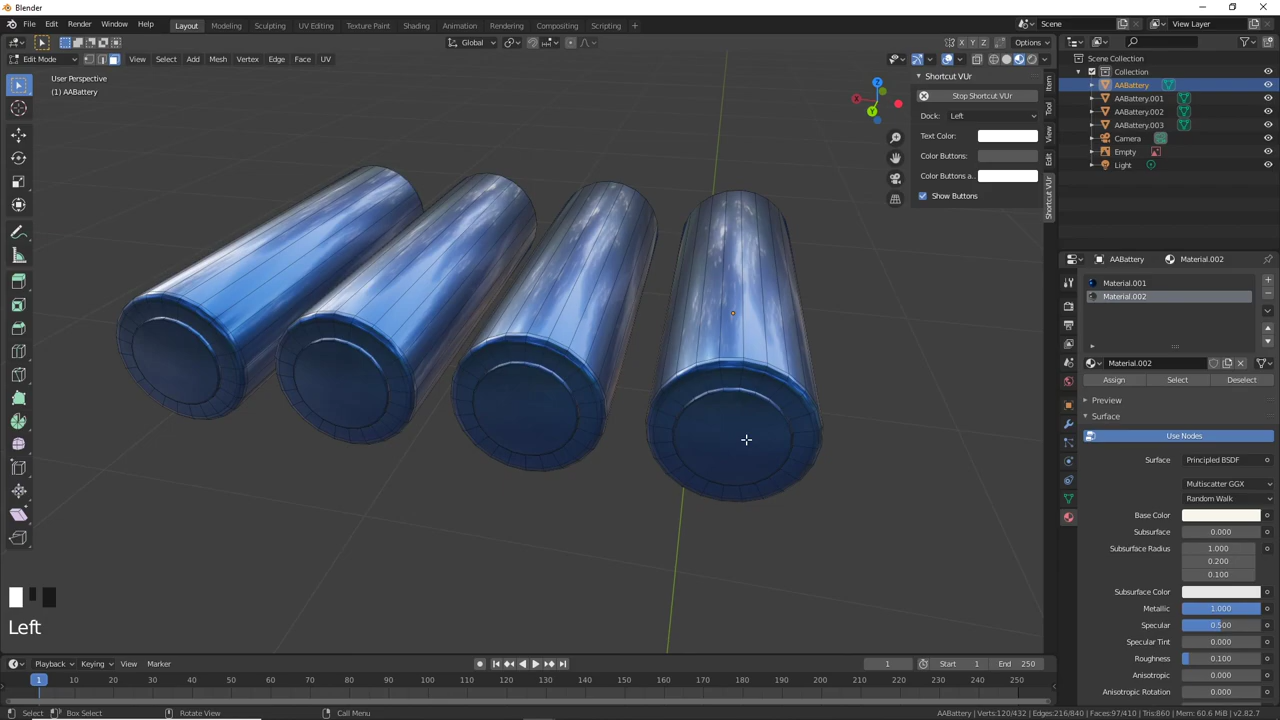 Blender
File Edit Render Window Help Layout Modeling Sculpting UV Editing Texture Paint Shading Animation Rendering Compositing Scripting + Scene View Layer
Global X Y Z Options
Edit Mode View Select Add Mesh Vertex Edge Face UV
User Perspective
(1) AABattery
Shortcut VUr
Stop Shortcut VUr
Dock: Left
Text Color:
Color Buttons:
Color Buttons a..
Show Buttons
Item
Tool
View
Edit
Shortcut VUr
X
Y
Z
Scene Collection
Collection
AABattery
AABattery.001
AABattery.002
AABattery.003
Camera
Empty
Light
AABattery Material.002
Material.001
Material.002
Material.002
Assign Select Deselect
Preview
Surface
Use Nodes
Surface Principled BSDF
Multiscatter GGX
Random Walk
Base Color
Subsurface 0.000
Subsurface Radius 1.000
0.200
0.100
Subsurface Color
Metallic 1.000
Specular 0.500
Specular Tint 0.000
Roughness 0.100
Anisotropic 0.000
Anisotropic Rotation 0.000
Left
Playback Keying View Marker 1 Start 1 End 250
1 10 20 30 40 50 60 70 80 90 100 110 120 130 140 150 160 170 180 190 200 210 220 230 240 250
Select Box Select Rotate View Call Menu AABattery | Verts:120/432 | Edges:216/840 | Faces:97/410 | Tris:860 | Mem: 60.6 MiB | v2.82.7